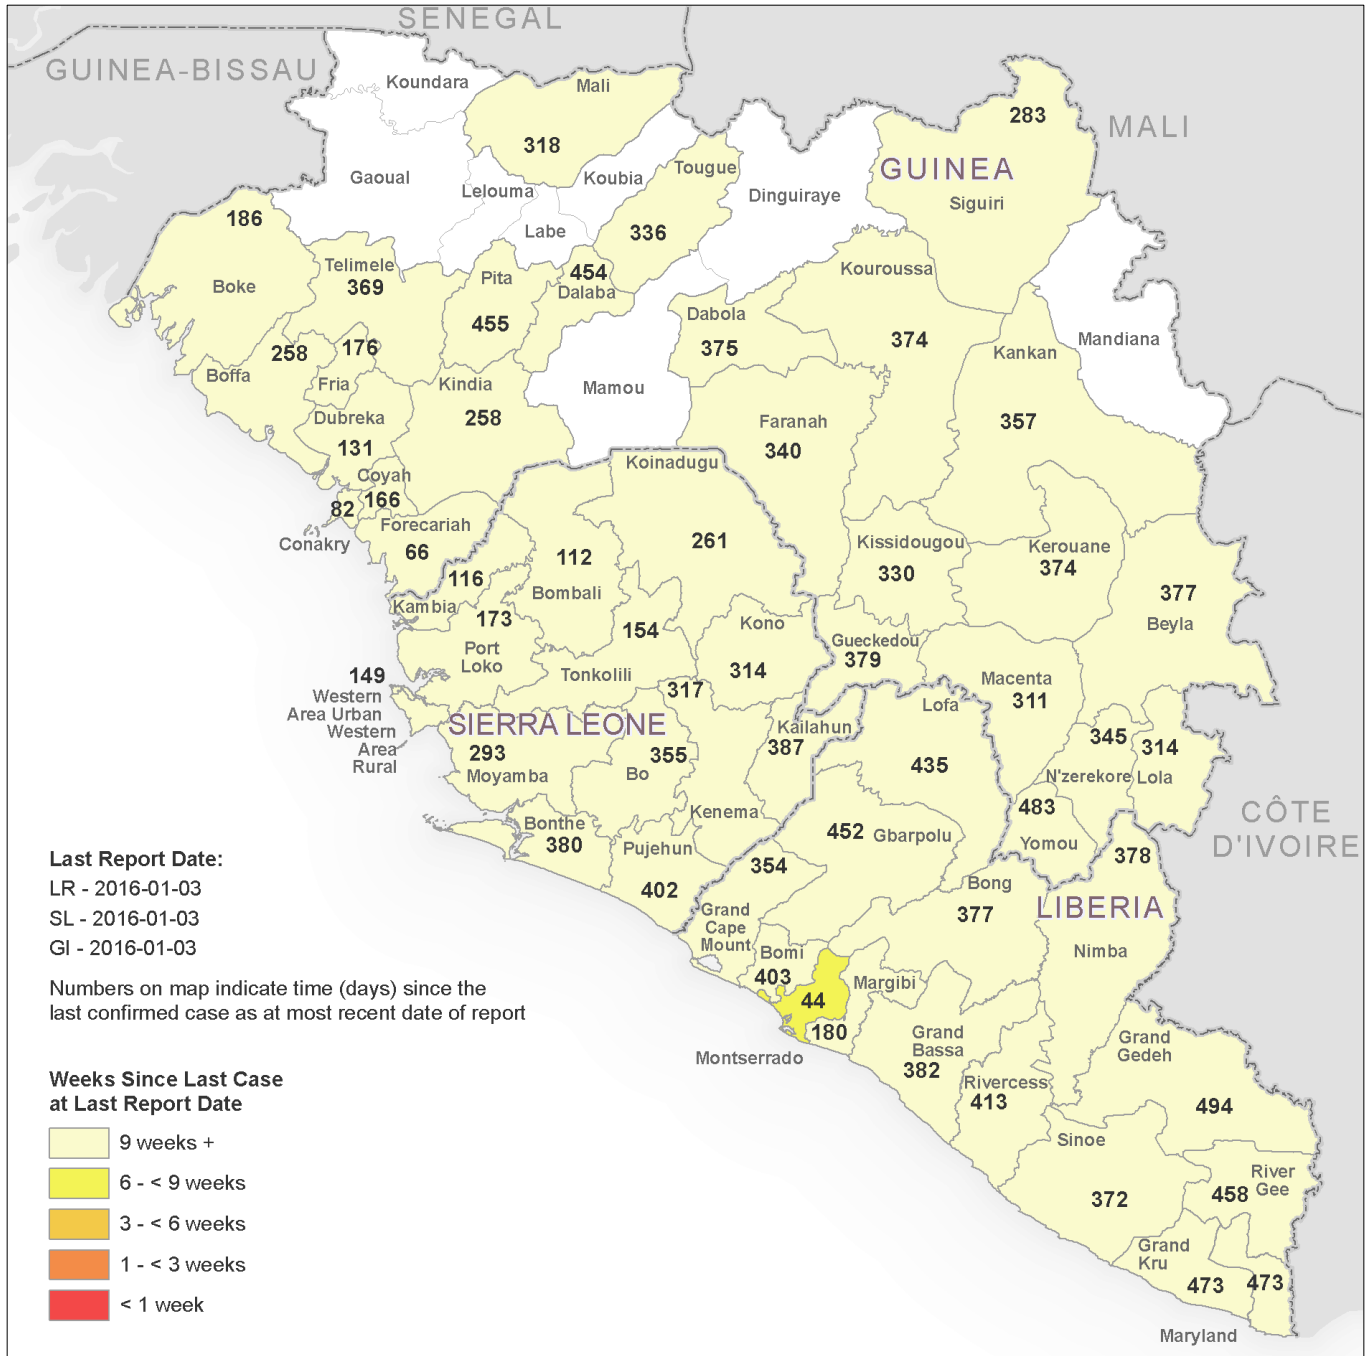 SENEGAL
GUINEA-BISSAU
MALI
GUINEA
Koundara
Mali
318
283
Siguiri
Gaoual
Lelouma
Koubia
Tougue
336
Dinguiraye
Labe
186
Boke
Telimele
369
Pita
455
454
Dalaba
Kouroussa
374
Dabola
375
Mandiana
Kankan
357
258
Boffa
176
Fria
Kindia
258
Mamou
Dubreka
131
Faranah
340
Coyah
166
82
Conakry
Forecariah
66
Koinadugu
261
Kissidougou
330
Kerouane
374
377
Beyla
116
Kambia
112
Bombali
173
Port
Loko
154
Tonkolili
Kono
314
Gueckedou
379
Macenta
311
149
Western
Area Urban
Western
Area
Rural
SIERRA LEONE
317
Kailahun
387
Lofa
435
345
N'zerekore
314
Lola
293
Moyamba
355
Bo
Kenema
483
Yomou
CÔTE
D'IVOIRE
Bonthe
380
Pujehun
402
452
Gbarpolu
354
Grand
Cape
Mount
Bong
377
378
LIBERIA
Nimba
Bomi
403
44
Margibi
180
Montserrado
Grand
Bassa
382
Rivercess
413
Grand
Gedeh
494
Sinoe
372
River
Gee
458
Grand
Kru
473
473
Maryland
Last Report Date:
LR - 2016-01-03
SL - 2016-01-03
GI - 2016-01-03
Numbers on map indicate time (days) since the
last confirmed case as at most recent date of report
Weeks Since Last Case
at Last Report Date
9 weeks +
6 - < 9 weeks
3 - < 6 weeks
1 - < 3 weeks
< 1 week